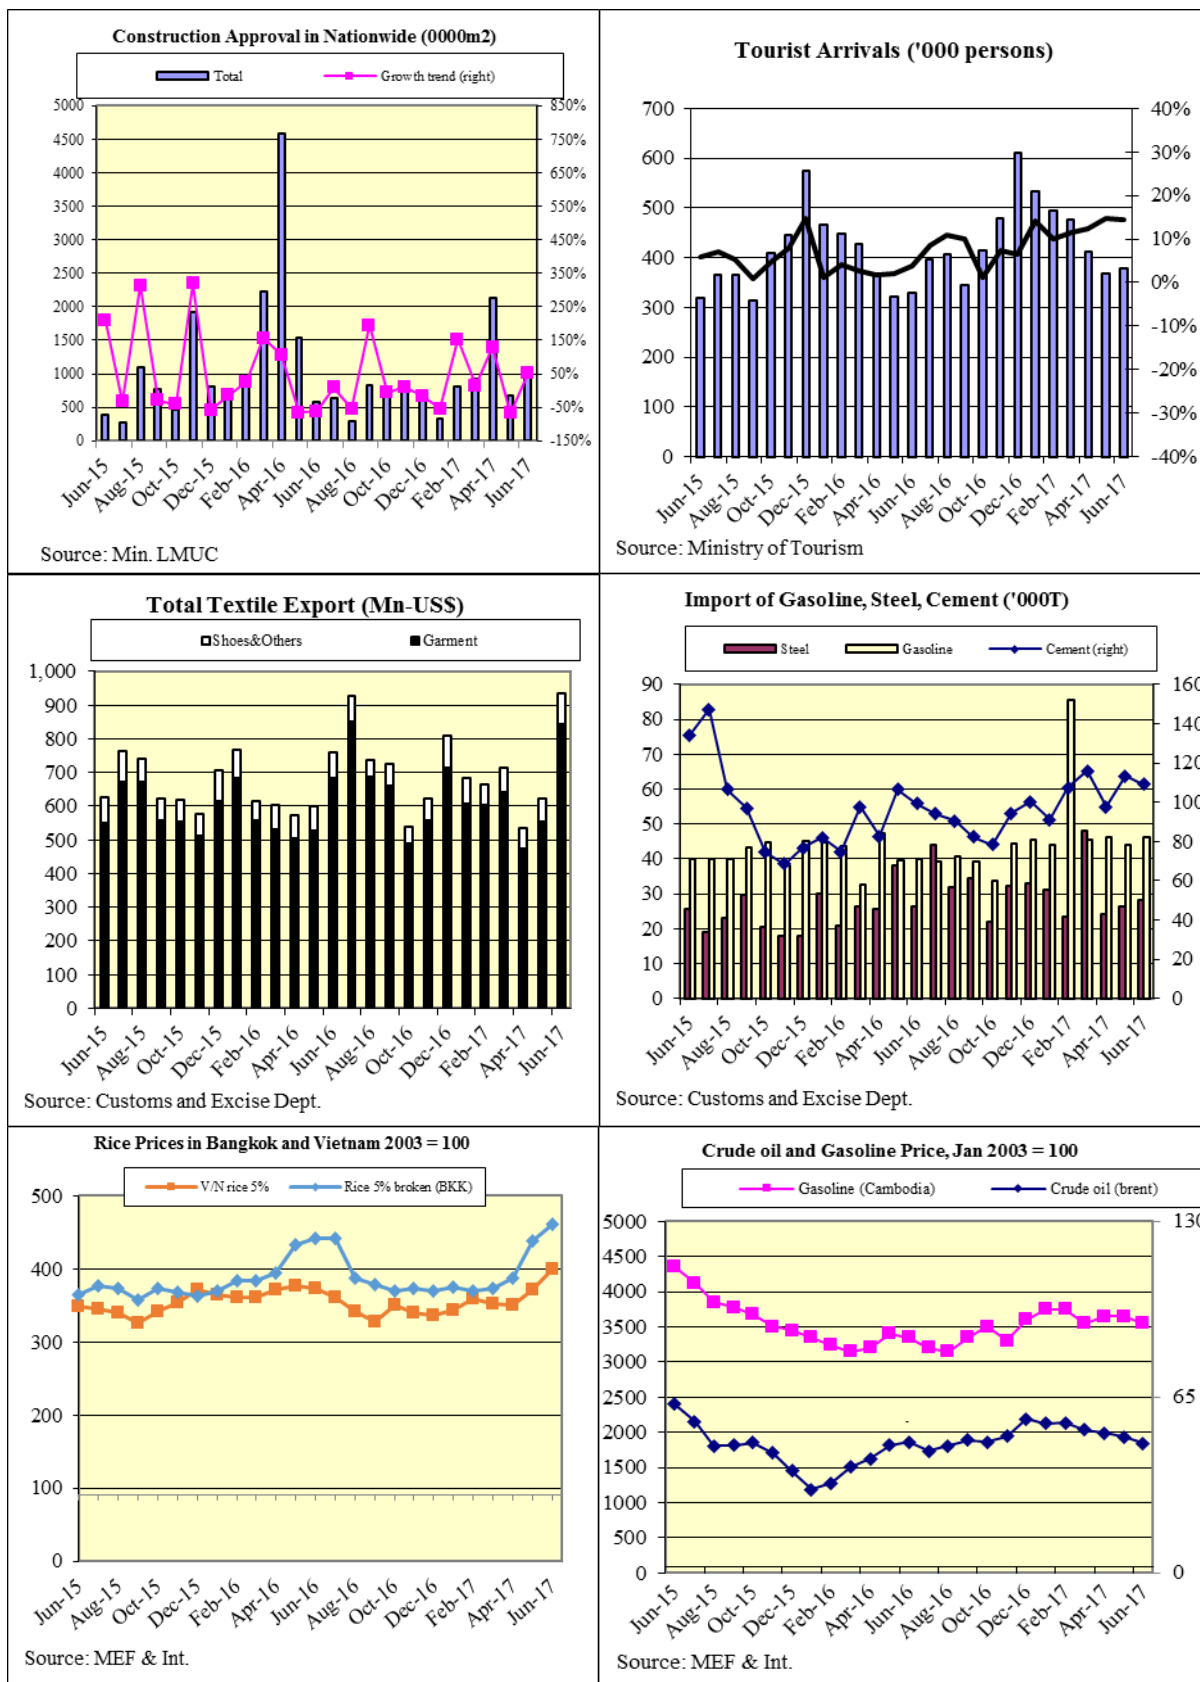 Construction Approval in Nationwide (0000m2)
Total
Growth trend (right)
5000
4500
4000
3500
3000
2500
2000
1500
1000
500
0
850%
750%
650%
550%
450%
350%
250%
150%
50%
-50%
-150%
Jun-15
Aug-15
Oct-15
Dec-15
Feb-16
Apr-16
Jun-16
Aug-16
Oct-16
Dec-16
Feb-17
Apr-17
Jun-17
Source: Min. LMUC
Tourist Arrivals ('000 persons)
700
600
500
400
300
200
100
0
40%
30%
20%
10%
0%
-10%
-20%
-30%
-40%
Jun-15
Aug-15
Oct-15
Dec-15
Feb-16
Apr-16
Jun-16
Aug-16
Oct-16
Dec-16
Feb-17
Apr-17
Jun-17
Source: Ministry of Tourism
Total Textile Export (Mn-US$)
Shoes&Others
Garment
1,000
900
800
700
600
500
400
300
200
100
0
Jun-15
Aug-15
Oct-15
Dec-15
Feb-16
Apr-16
Jun-16
Aug-16
Oct-16
Dec-16
Feb-17
Apr-17
Jun-17
Source: Customs and Excise Dept.
Import of Gasoline, Steel, Cement ('000T)
Steel
Gasoline
Cement (right)
90
80
70
60
50
40
30
20
10
0
160
140
120
100
80
60
40
20
0
Jun-15
Aug-15
Oct-15
Dec-15
Feb-16
Apr-16
Jun-16
Aug-16
Oct-16
Dec-16
Feb-17
Apr-17
Jun-17
Source: Customs and Excise Dept.
Rice Prices in Bangkok and Vietnam 2003 = 100
V/N rice 5%
Rice 5% broken (BKK)
500
400
300
200
100
0
Jun-15
Aug-15
Oct-15
Dec-15
Feb-16
Apr-16
Jun-16
Aug-16
Oct-16
Dec-16
Feb-17
Apr-17
Jun-17
Source: MEF & Int.
Crude oil and Gasoline Price, Jan 2003 = 100
Gasoline (Cambodia)
Crude oil (brent)
5000
4500
4000
3500
3000
2500
2000
1500
1000
500
0
130
65
0
Jun-15
Aug-15
Oct-15
Dec-15
Feb-16
Apr-16
Jun-16
Aug-16
Oct-16
Dec-16
Feb-17
Apr-17
Jun-17
Source: MEF & Int.